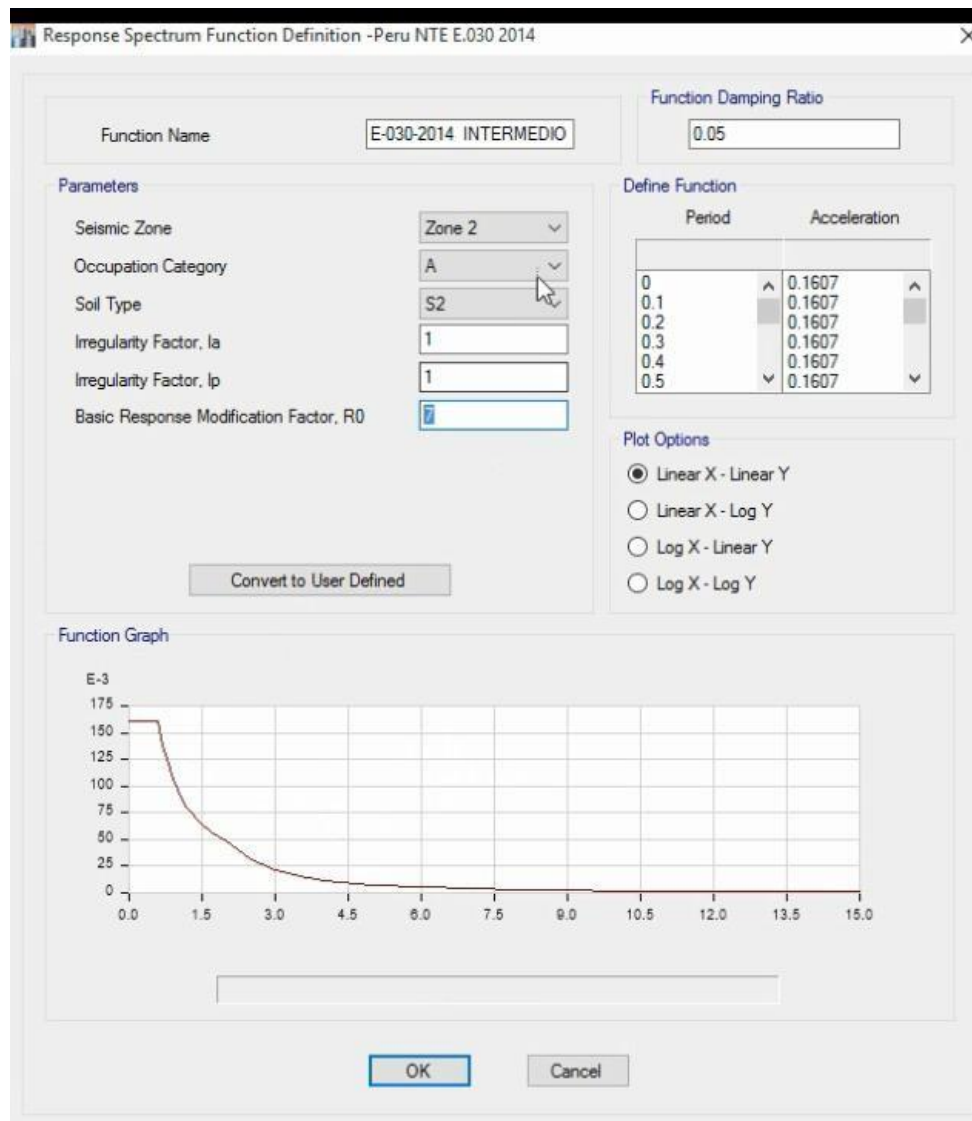 Response Spectrum Function Definition -Peru NTE E.030 2014
Function Name
E-030-2014 INTERMEDIO
Function Damping Ratio
0.05
Parameters
Seismic Zone
Zone 2
Occupation Category
A
Soil Type
S2
Irregularity Factor, Ia
1
Irregularity Factor, Ip
1
Basic Response Modification Factor, R0
7
Convert to User Defined
Define Function
Period Acceleration
0 0.1607
0.1 0.1607
0.2 0.1607
0.3 0.1607
0.4 0.1607
0.5 0.1607
Plot Options
Linear X - Linear Y
Linear X - Log Y
Log X - Linear Y
Log X - Log Y
Function Graph
E-3
175
150
125
100
75
50
25
0
0.0 1.5 3.0 4.5 6.0 7.5 9.0 10.5 12.0 13.5 15.0
OK Cancel